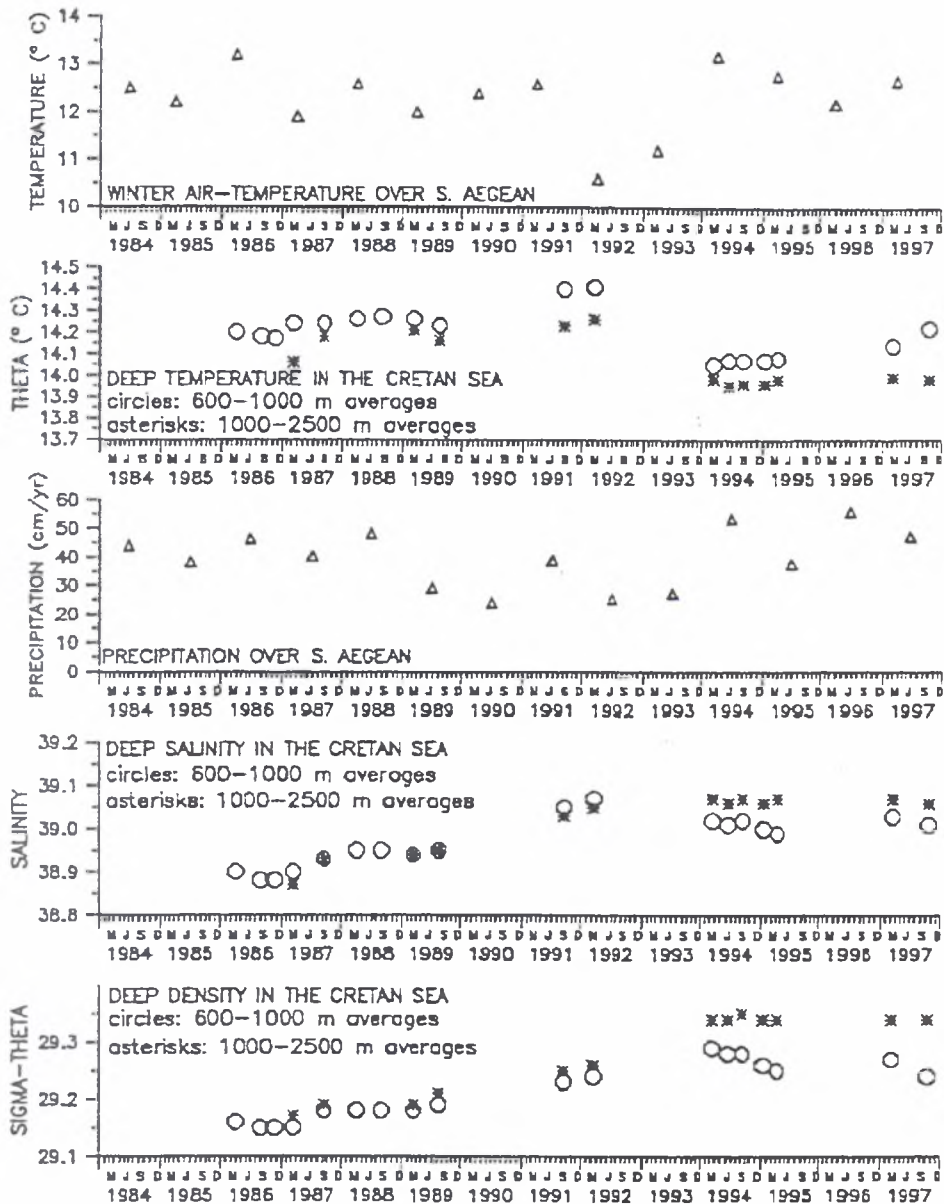 TEMPERATURE (° C)
14
13
12
11
10
WINTER AIR-TEMPERATURE OVER S. AEGEAN
M J S D M J S D M J S D M J S D M J S D M J S D M J S D M J S D M J S D M J S D M J S D M J S D M J S D M J S D
1984 1985 1986 1987 1988 1989 1990 1991 1992 1993 1994 1995 1996 1997
THETA (° C)
14.5
14.4
14.3
14.2
14.1
14.0
13.9
13.8
13.7
DEEP TEMPERATURE IN THE CRETAN SEA
circles: 600-1000 m averages
asterisks: 1000-2500 m averages
M J S D M J S D M J S D M J S D M J S D M J S D M J S D M J S D M J S D M J S D M J S D M J S D M J S D M J S D
1984 1985 1986 1987 1988 1989 1990 1991 1992 1993 1994 1995 1996 1997
PRECIPITATION (cm/yr)
60
50
40
30
20
10
0
PRECIPITATION OVER S. AEGEAN
M J S D M J S D M J S D M J S D M J S D M J S D M J S D M J S D M J S D M J S D M J S D M J S D M J S D M J S D
1984 1985 1986 1987 1988 1989 1990 1991 1992 1993 1994 1995 1996 1997
SALINITY
39.2
39.1
39.0
38.9
38.8
DEEP SALINITY IN THE CRETAN SEA
circles: 600-1000 m averages
asterisks: 1000-2500 m averages
M J S D M J S D M J S D M J S D M J S D M J S D M J S D M J S D M J S D M J S D M J S D M J S D M J S D M J S D
1984 1985 1986 1987 1988 1989 1990 1991 1992 1993 1994 1995 1996 1997
SIGMA-THETA
29.3
29.2
29.1
DEEP DENSITY IN THE CRETAN SEA
circles: 600-1000 m averages
asterisks: 1000-2500 m averages
M J S D M J S D M J S D M J S D M J S D M J S D M J S D M J S D M J S D M J S D M J S D M J S D M J S D M J S D
1984 1985 1986 1987 1988 1989 1990 1991 1992 1993 1994 1995 1996 1997